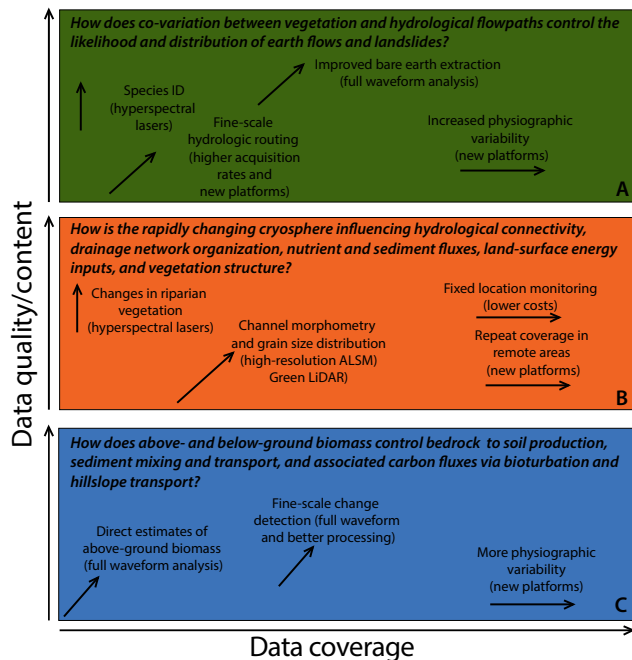 How does co-variation between vegetation and hydrological flowpaths control the
likelihood and distribution of earth flows and landslides?
Improved bare earth extraction
(full waveform analysis)
Species ID
(hyperspectral
lasers)
Fine-scale
hydrologic routing
(higher acquisition
rates and
new platforms)
Increased physiographic
variability
(new platforms)
A
How is the rapidly changing cryosphere influencing hydrological connectivity,
drainage network organization, nutrient and sediment fluxes, land-surface energy
inputs, and vegetation structure?
Changes in riparian
vegetation
(hyperspectral lasers)
Channel morphometry
and grain size distribution
(high-resolution ALSM)
Green LiDAR)
Fixed location monitoring
(lower costs)
Repeat coverage in
remote areas
(new platforms)
B
How does above- and below-ground biomass control bedrock to soil production,
sediment mixing and transport, and associated carbon fluxes via bioturbation and
hillslope transport?
Direct estimates of
above-ground biomass
(full waveform analysis)
Fine-scale change
detection (full waveform
and better processing)
More physiographic
variability
(new platforms)
C
Data quality/content
Data coverage